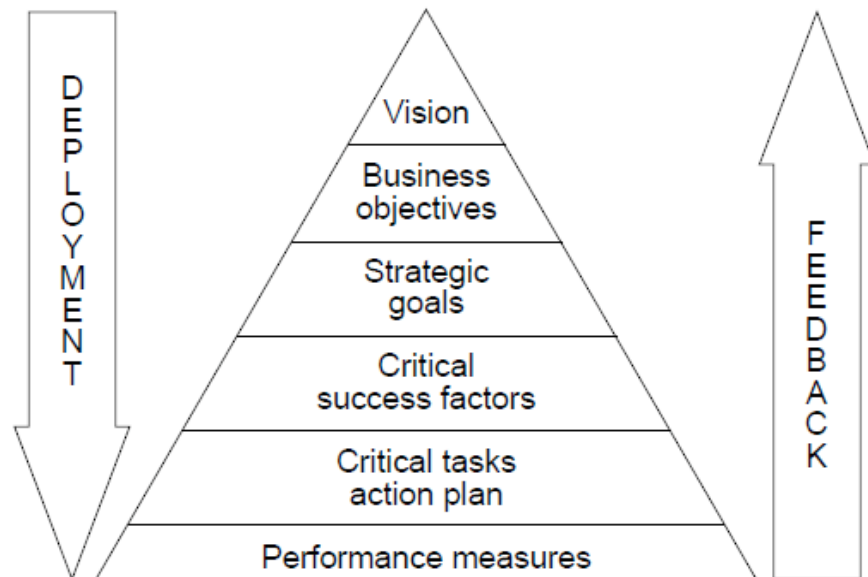 DEPLOYMENT
Vision
Business
objectives
Strategic
goals
Critical
success factors
Critical tasks
action plan
Performance measures
FEEDBACK